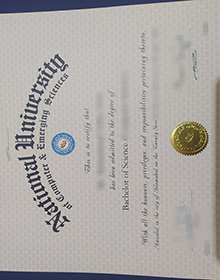 National University
of Computer & Emerging Sciences
This is to certify that
has been admitted to the degree of
Bachelor of Science
With all the honours, privileges and responsibilities pertaining thereto.
Awarded in the city of Islamabad on the